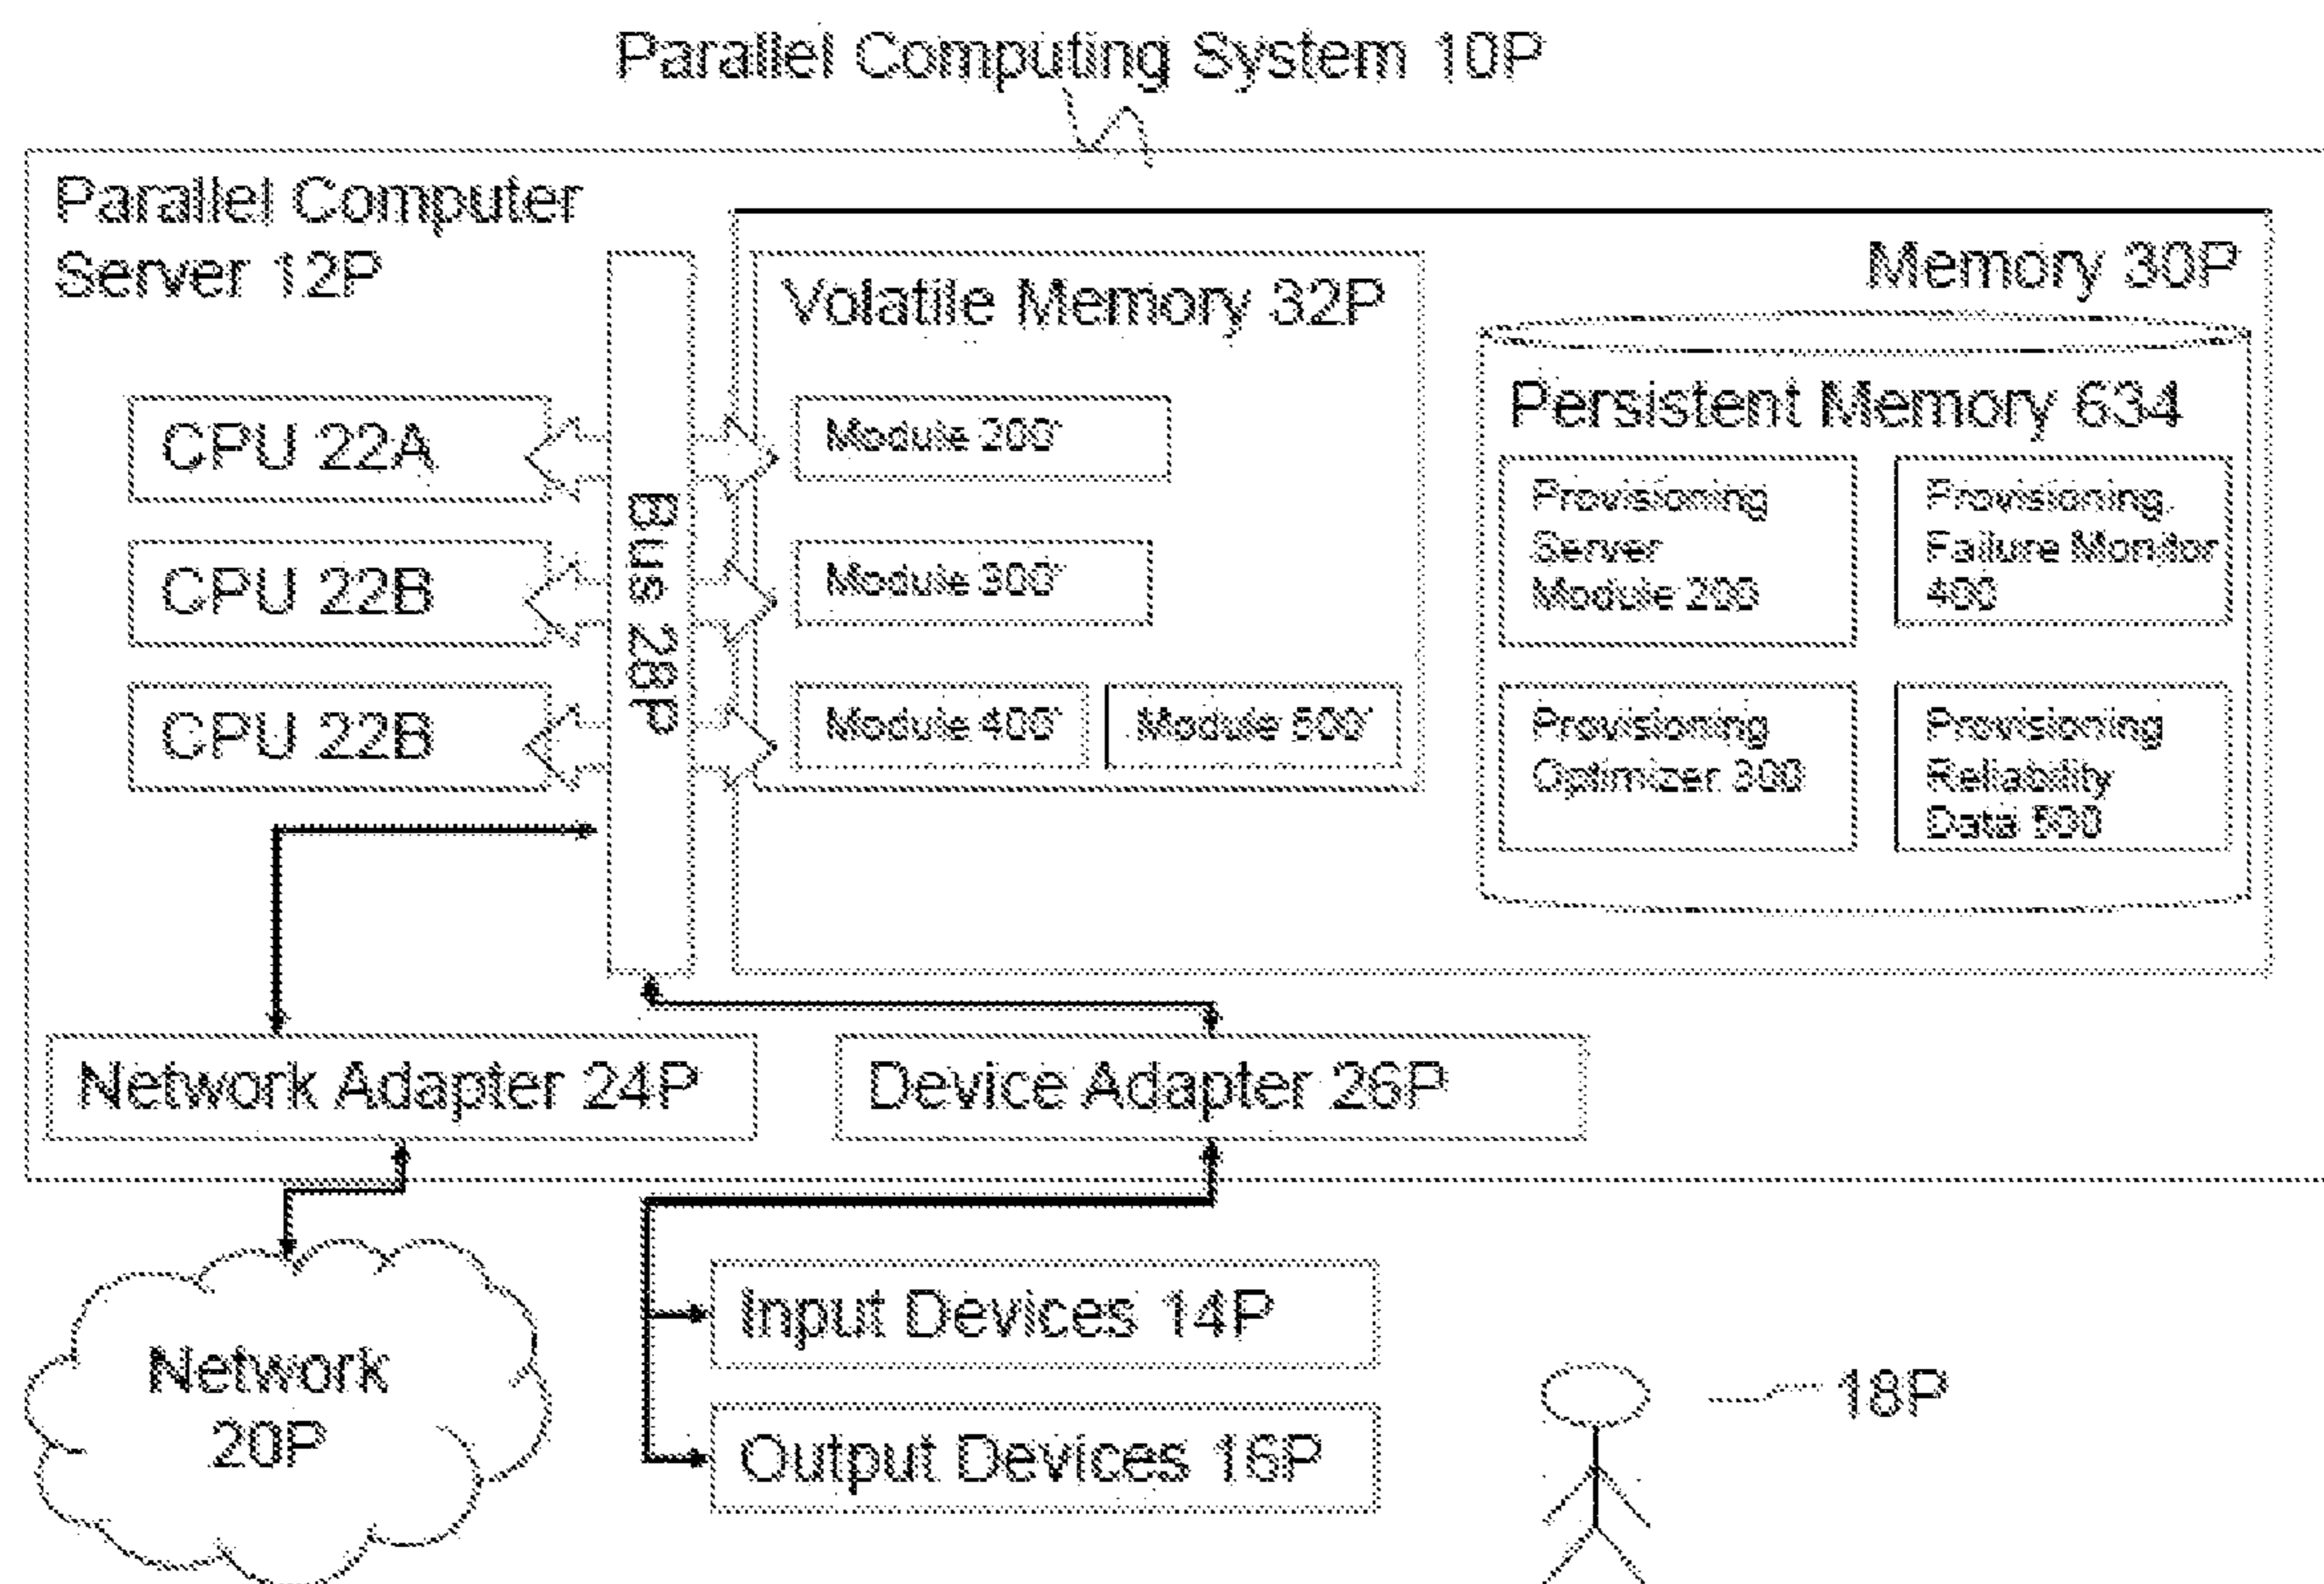 Parallel Computing System 10P
Parallel Computer
Server 12P
Memory 30P
Volatile Memory 32P
Persistent Memory 634
CPU 22A
CPU 22B
CPU 22B
Bus 28P
Module 200'
Module 300'
Module 400'
Module 500'
Provisioning
Server
Module 200
Provisioning
Failure Monitor
400
Provisioning
Optimizer 300
Provisioning
Reliability
Data 500
Network Adapter 24P
Device Adapter 26P
Network
20P
Input Devices 14P
Output Devices 16P
18P